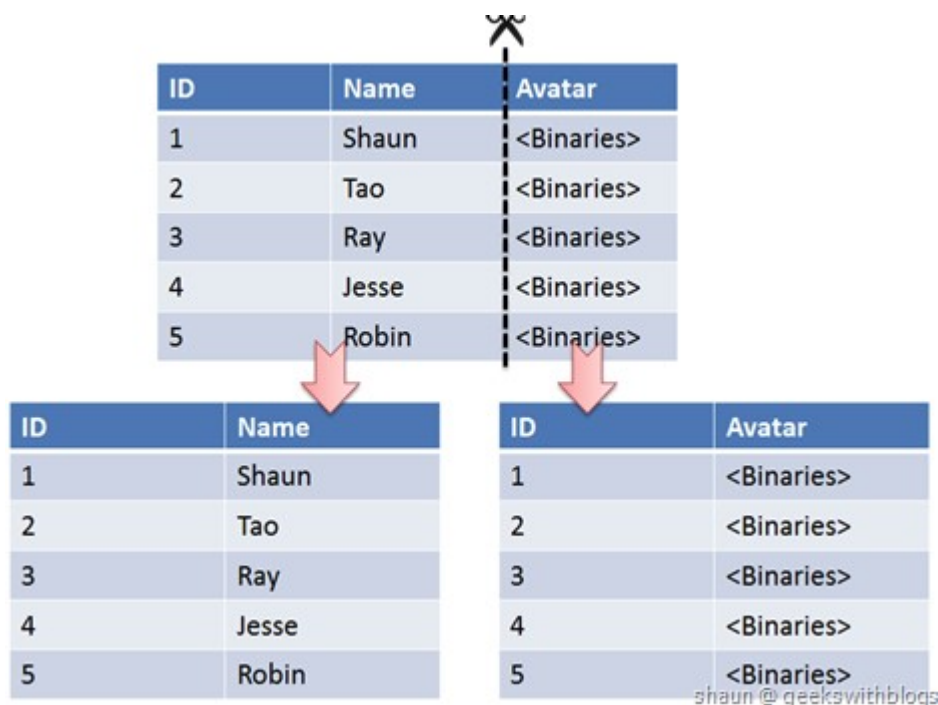 ID Name Avatar
1 Shaun <Binaries>
2 Tao <Binaries>
3 Ray <Binaries>
4 Jesse <Binaries>
5 Robin <Binaries>
ID Name
1 Shaun
2 Tao
3 Ray
4 Jesse
5 Robin
ID Avatar
1 <Binaries>
2 <Binaries>
3 <Binaries>
4 <Binaries>
5 <Binaries>
shaun @ geekswithblogs